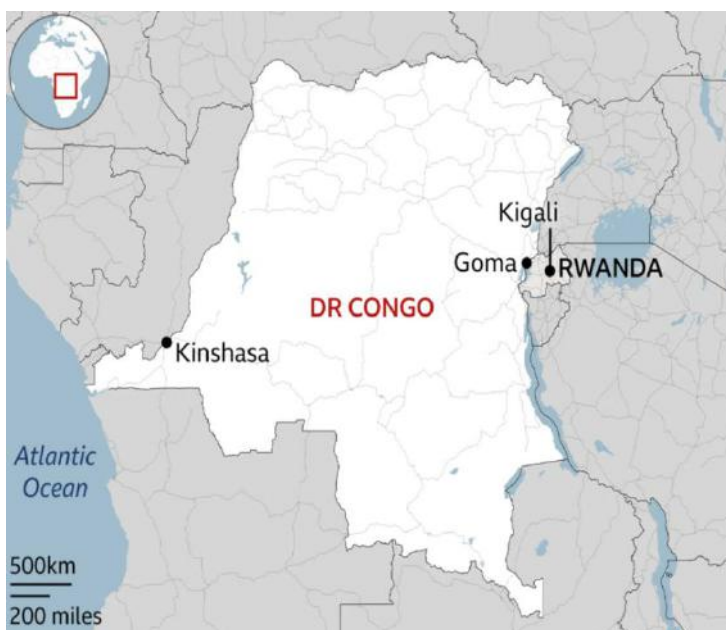 Kigali
Goma
RWANDA
DR CONGO
Kinshasa
Atlantic
Ocean
500km
200 miles